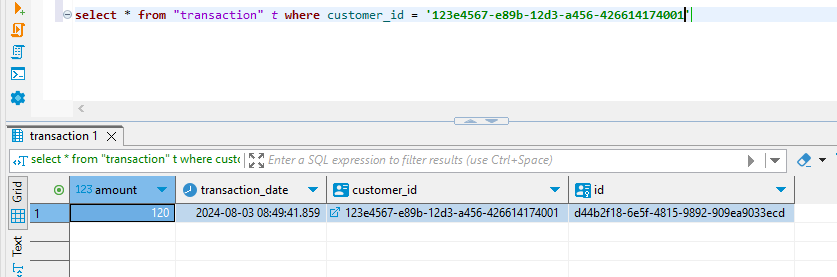 select * from "transaction" t where customer_id = '123e4567-e89b-12d3-a456-426614174001'
transaction 1
select * from "transaction" t where custo
Enter a SQL expression to filter results (use Ctrl+Space)
Grid
Text
123 amount
transaction_date
customer_id
id
1
120
2024-08-03 08:49:41.859
123e4567-e89b-12d3-a456-426614174001
d44b2f18-6e5f-4815-9892-909ea9033ecd